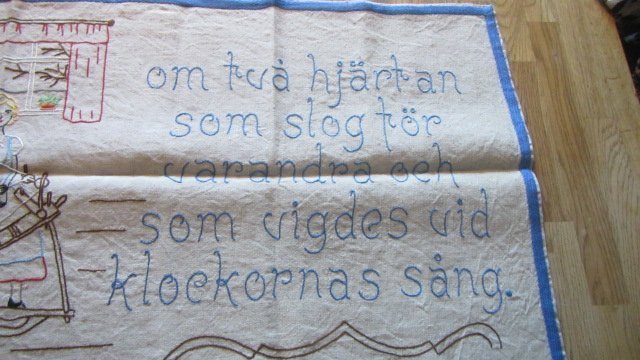 om två hjärtan
som slog för
varandra och
som vigdes vid
klockornas sång.